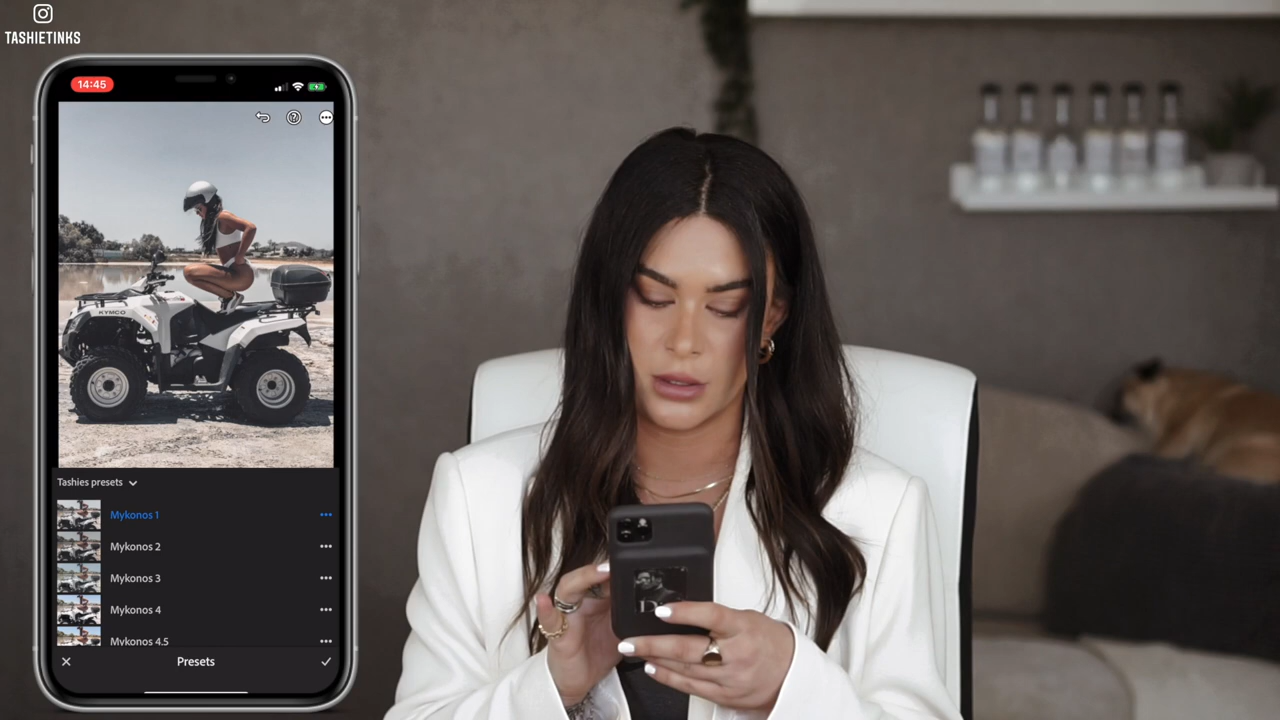 TASHIETINKS
14:45
KYMCO
Tashies presets
Mykonos 1
Mykonos 2
Mykonos 3
Mykonos 4
Mykonos 4.5
Presets